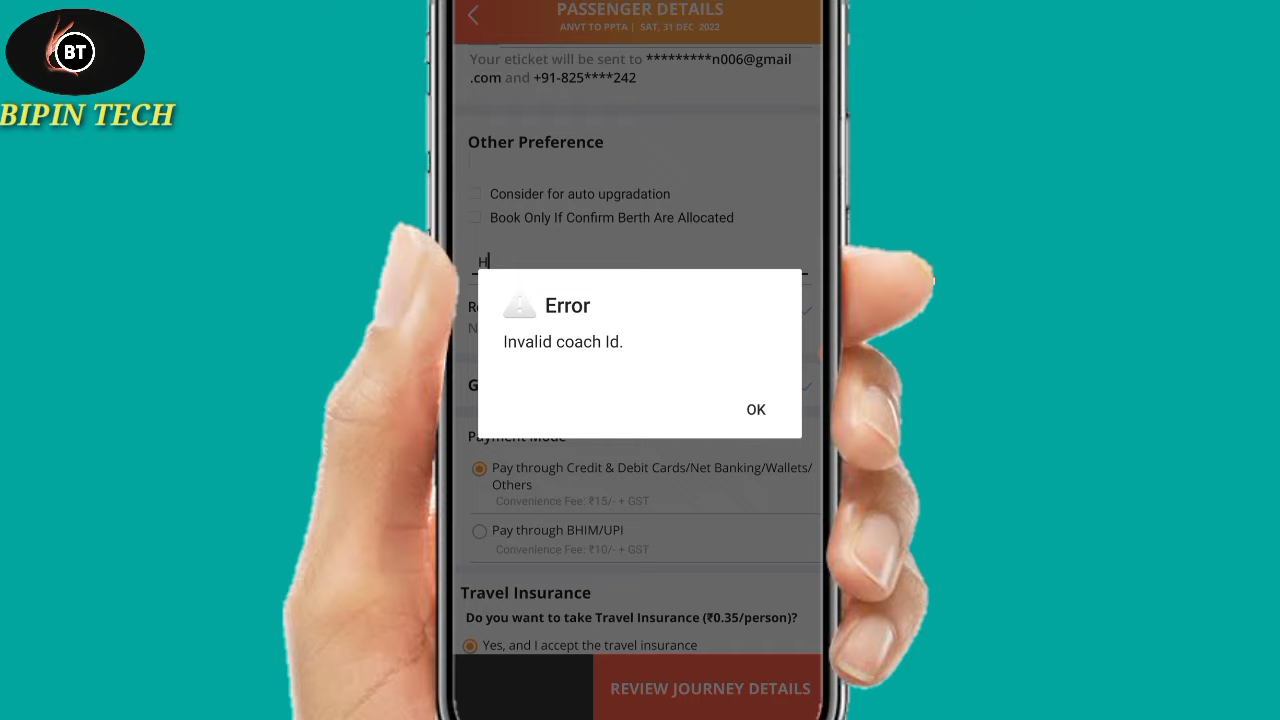 BT
BIPIN TECH
PASSENGER DETAILS
ANVT TO PPTA | SAT, 31 DEC 2022
Your eticket will be sent to *********n006@gmail
.com and +91-825****242
Other Preference
Consider for auto upgradation
Book Only If Confirm Berth Are Allocated
H
Error
Invalid coach Id.
OK
Payment Mode
Pay through Credit & Debit Cards/Net Banking/Wallets/
Others
Convenience Fee: ₹15/- + GST
Pay through BHIM/UPI
Convenience Fee: ₹10/- + GST
Travel Insurance
Do you want to take Travel Insurance (₹0.35/person)?
Yes, and I accept the travel insurance
REVIEW JOURNEY DETAILS